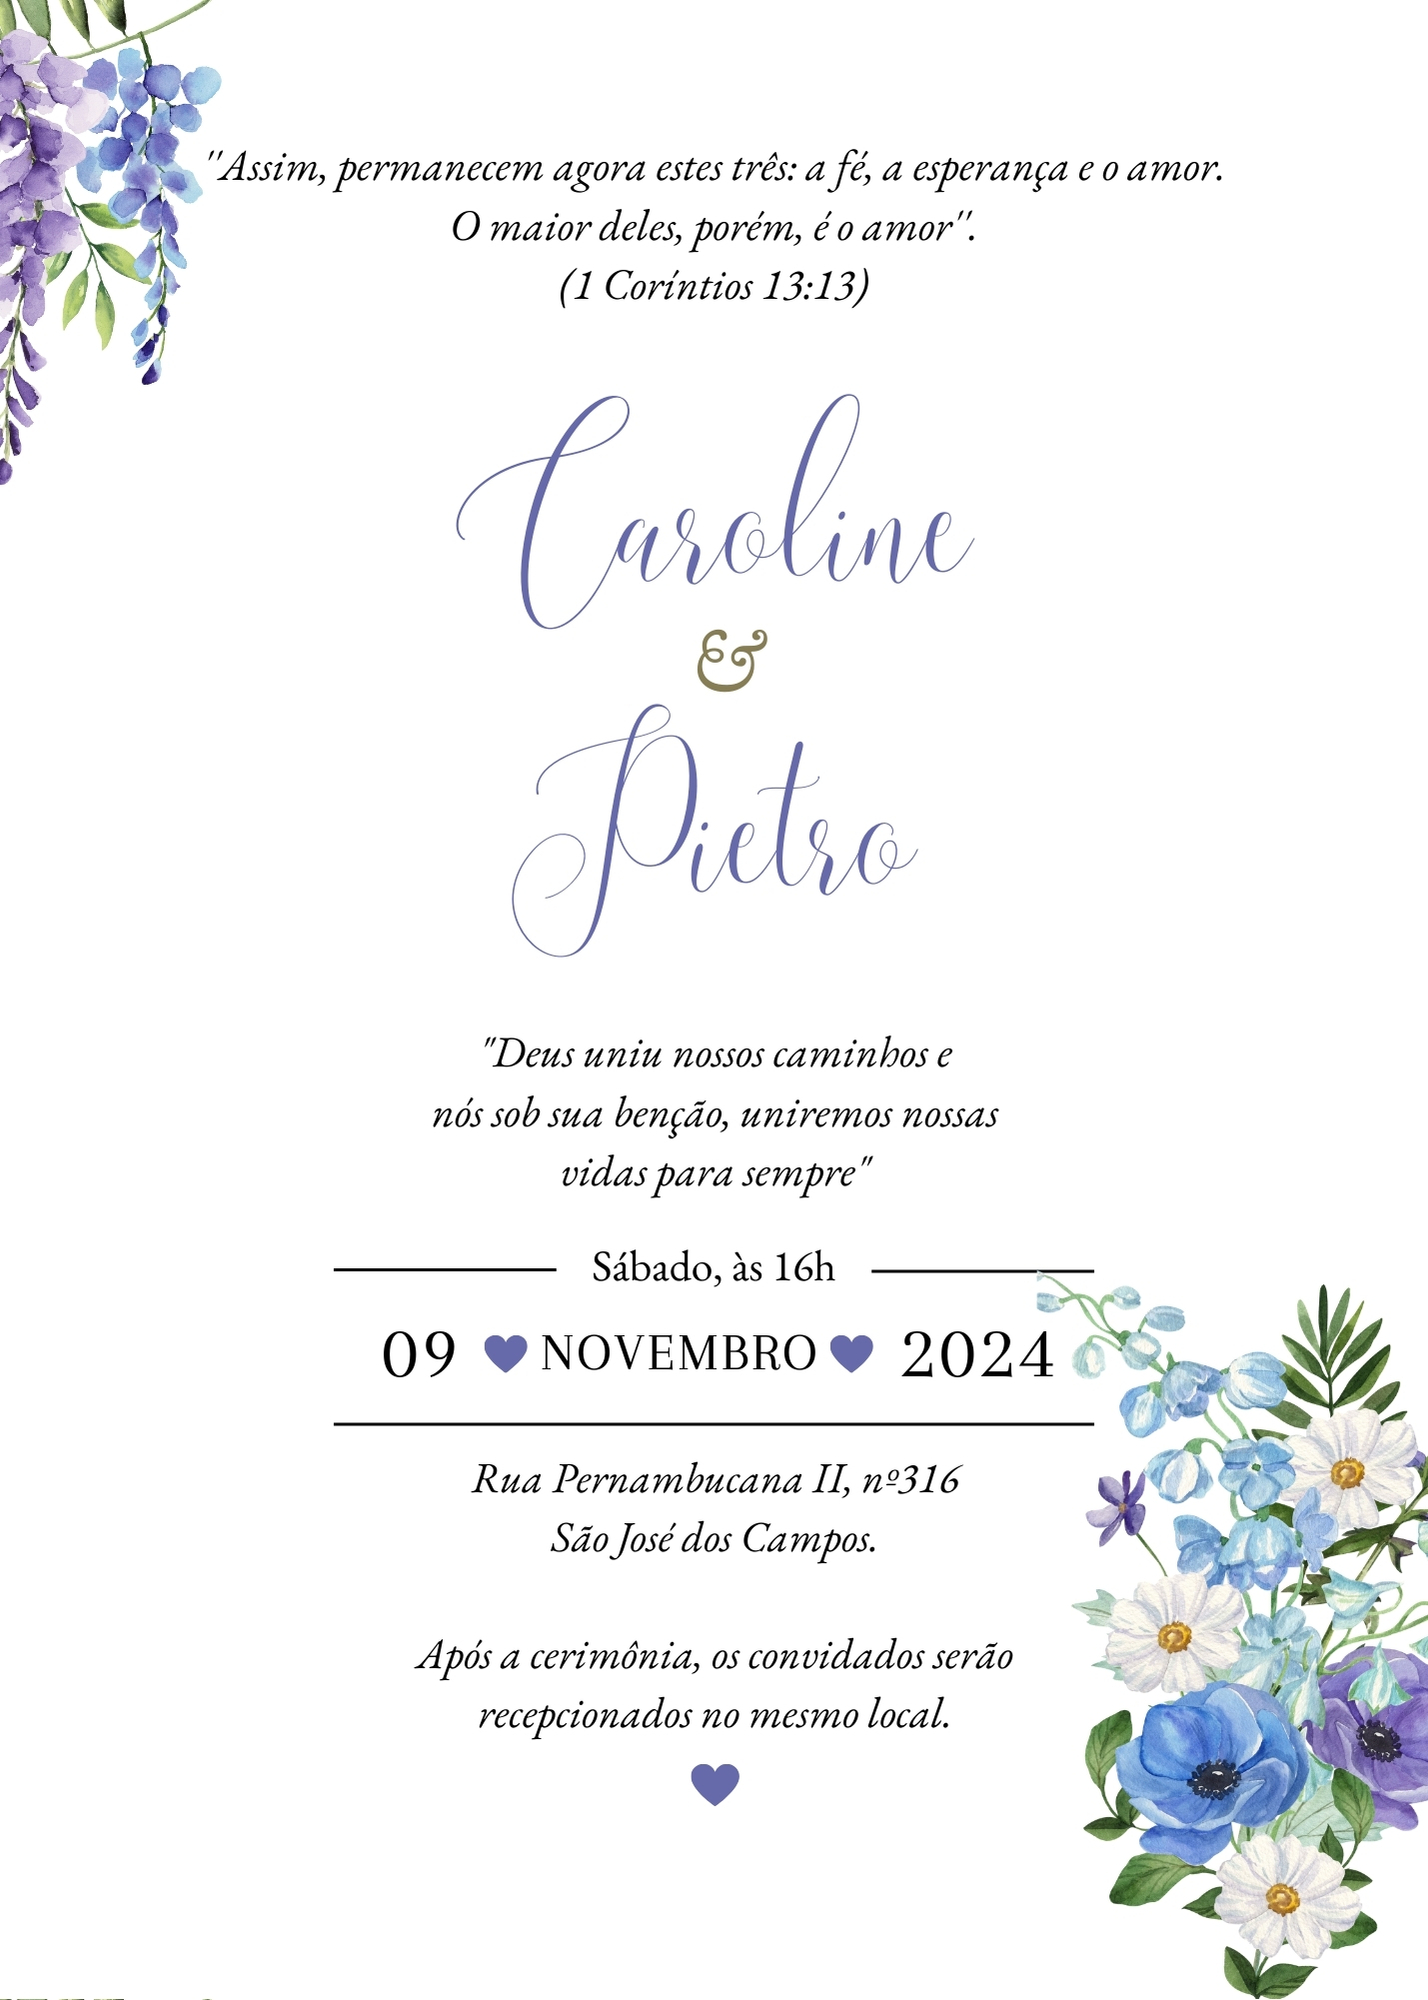 "Assim, permanecem agora estes três: a fé, a esperança e o amor.
O maior deles, porém, é o amor".
(1 Coríntios 13:13)
Caroline
&
Pietro
"Deus uniu nossos caminhos e
nós sob sua benção, uniremos nossas
vidas para sempre"
Sábado, às 16h
09 NOVEMBRO 2024
Rua Pernambucana II, nº316
São José dos Campos.
Após a cerimônia, os convidados serão
recepcionados no mesmo local.